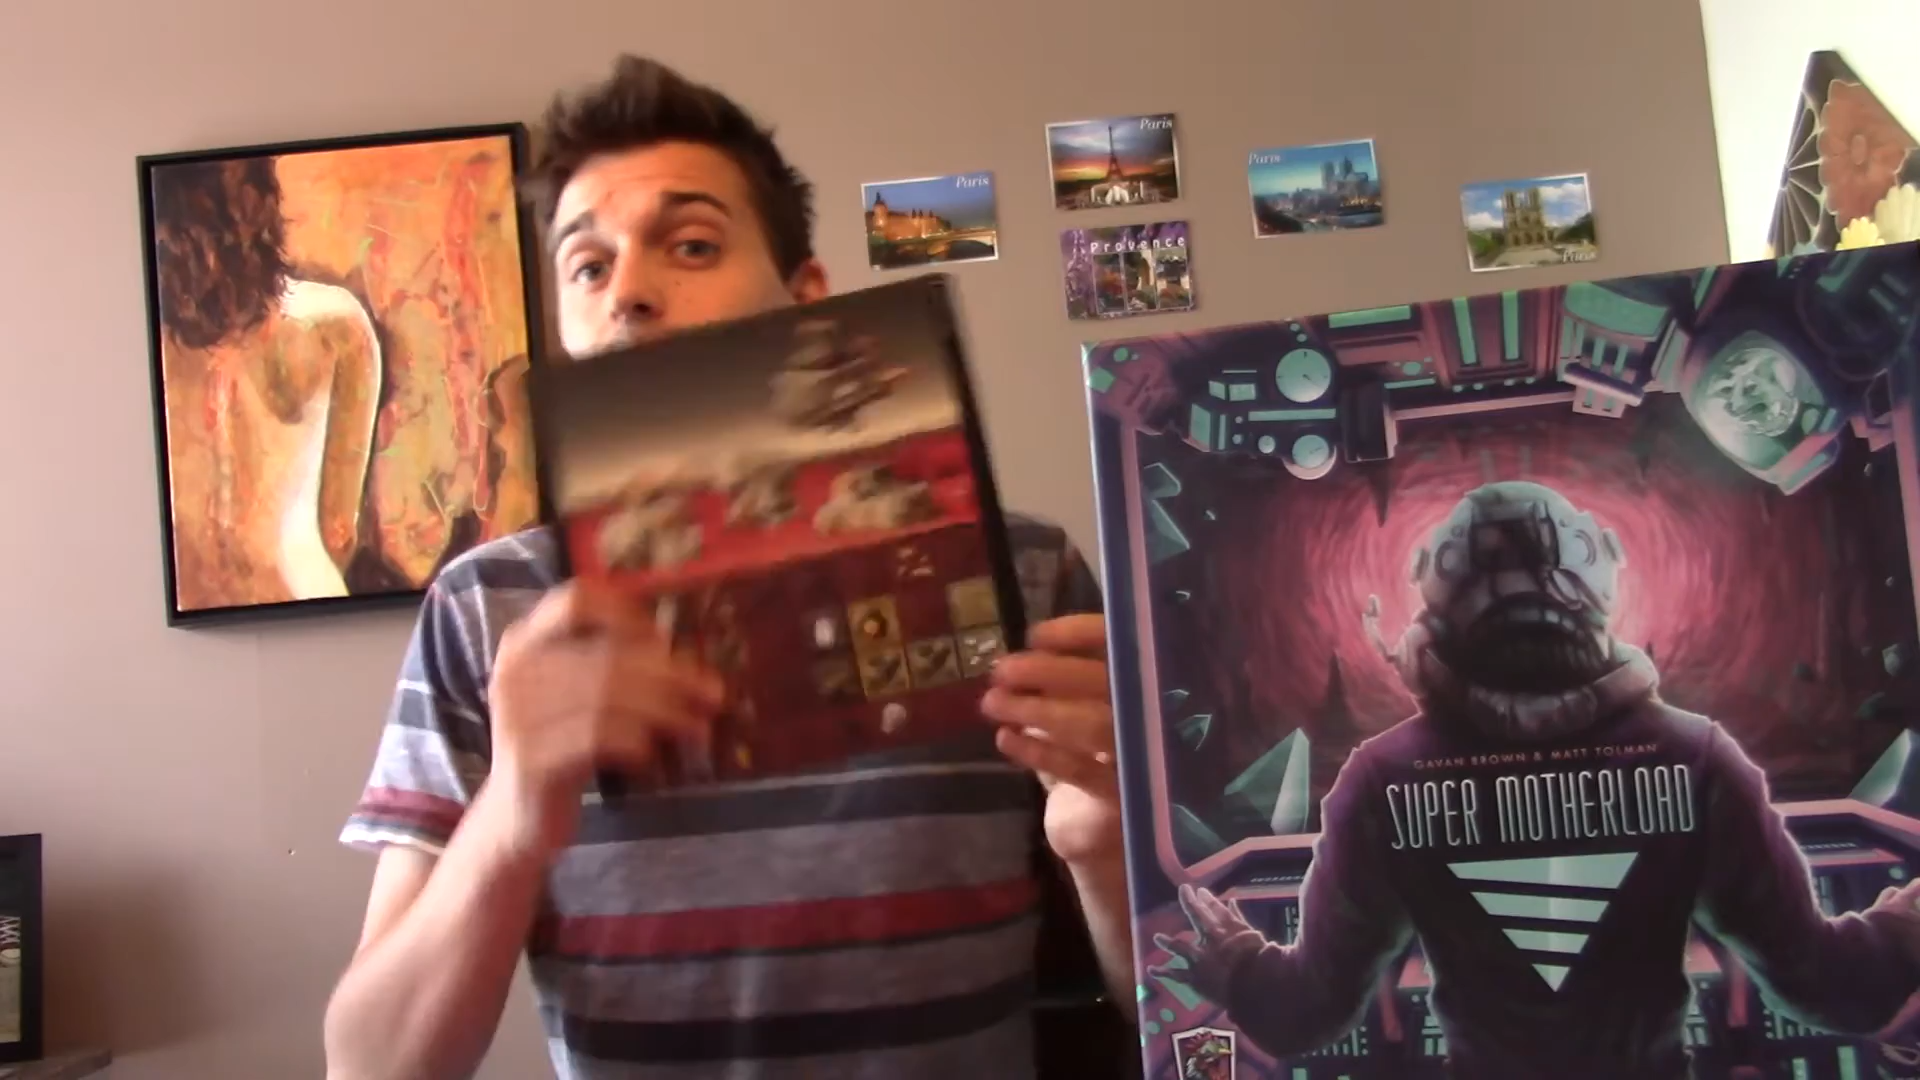 Paris
Paris
Paris
Provence
Paris
GAVAN BROWN & MATT TOLMAN
SUPER MOTHERLOAD